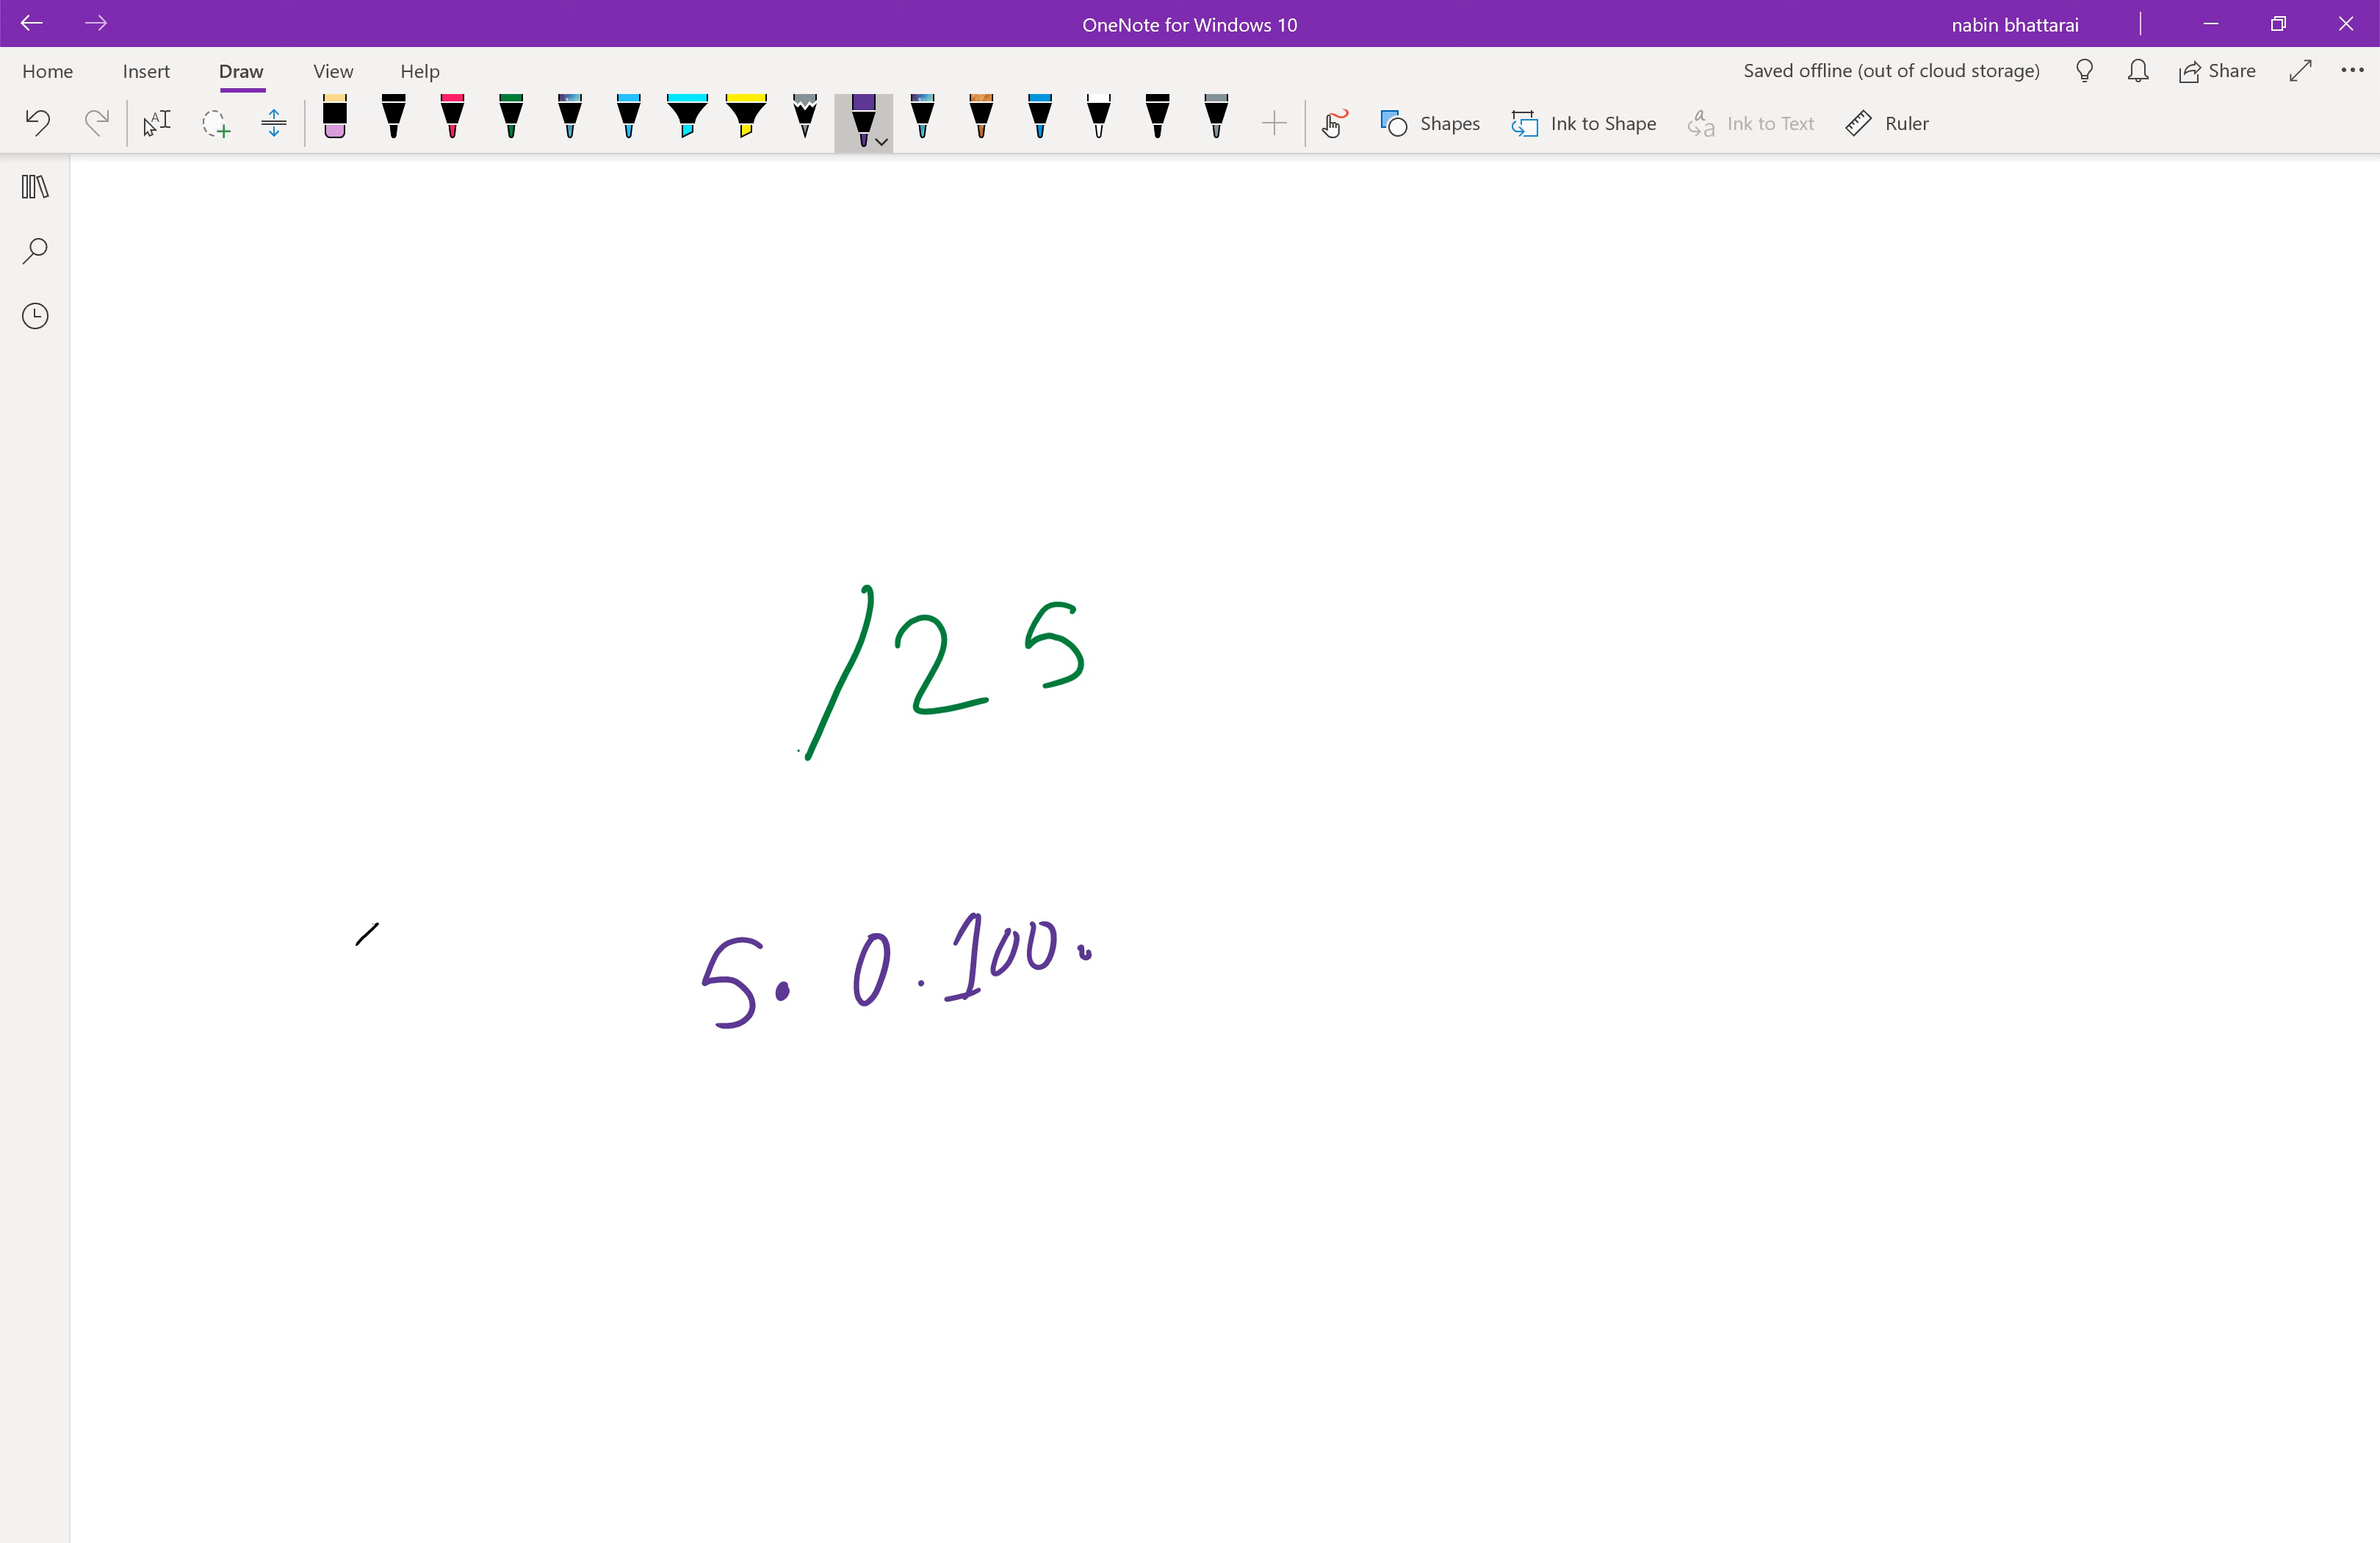 OneNote for Windows 10 nabin bhattarai
Home Insert Draw View Help Saved offline (out of cloud storage) Share
Shapes Ink to Shape Ink to Text Ruler
125
5. 0.100.